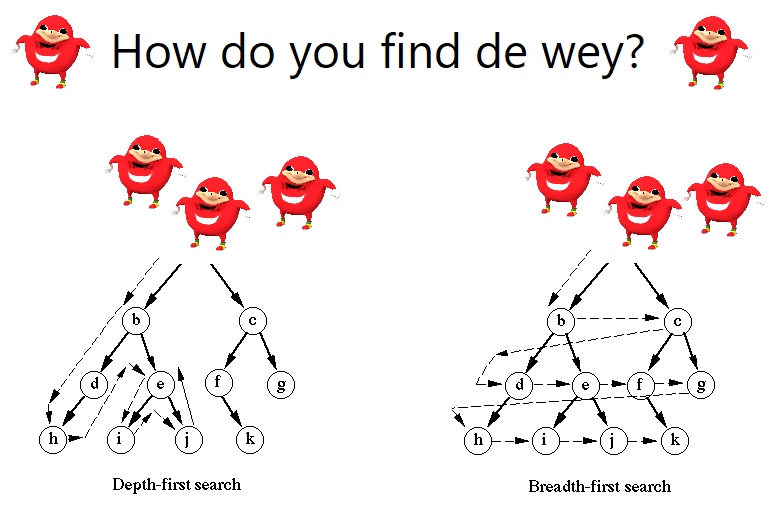 How do you find de wey?
b c b c
d e f g d e f g
h i j k h i j k
Depth-first search Breadth-first search